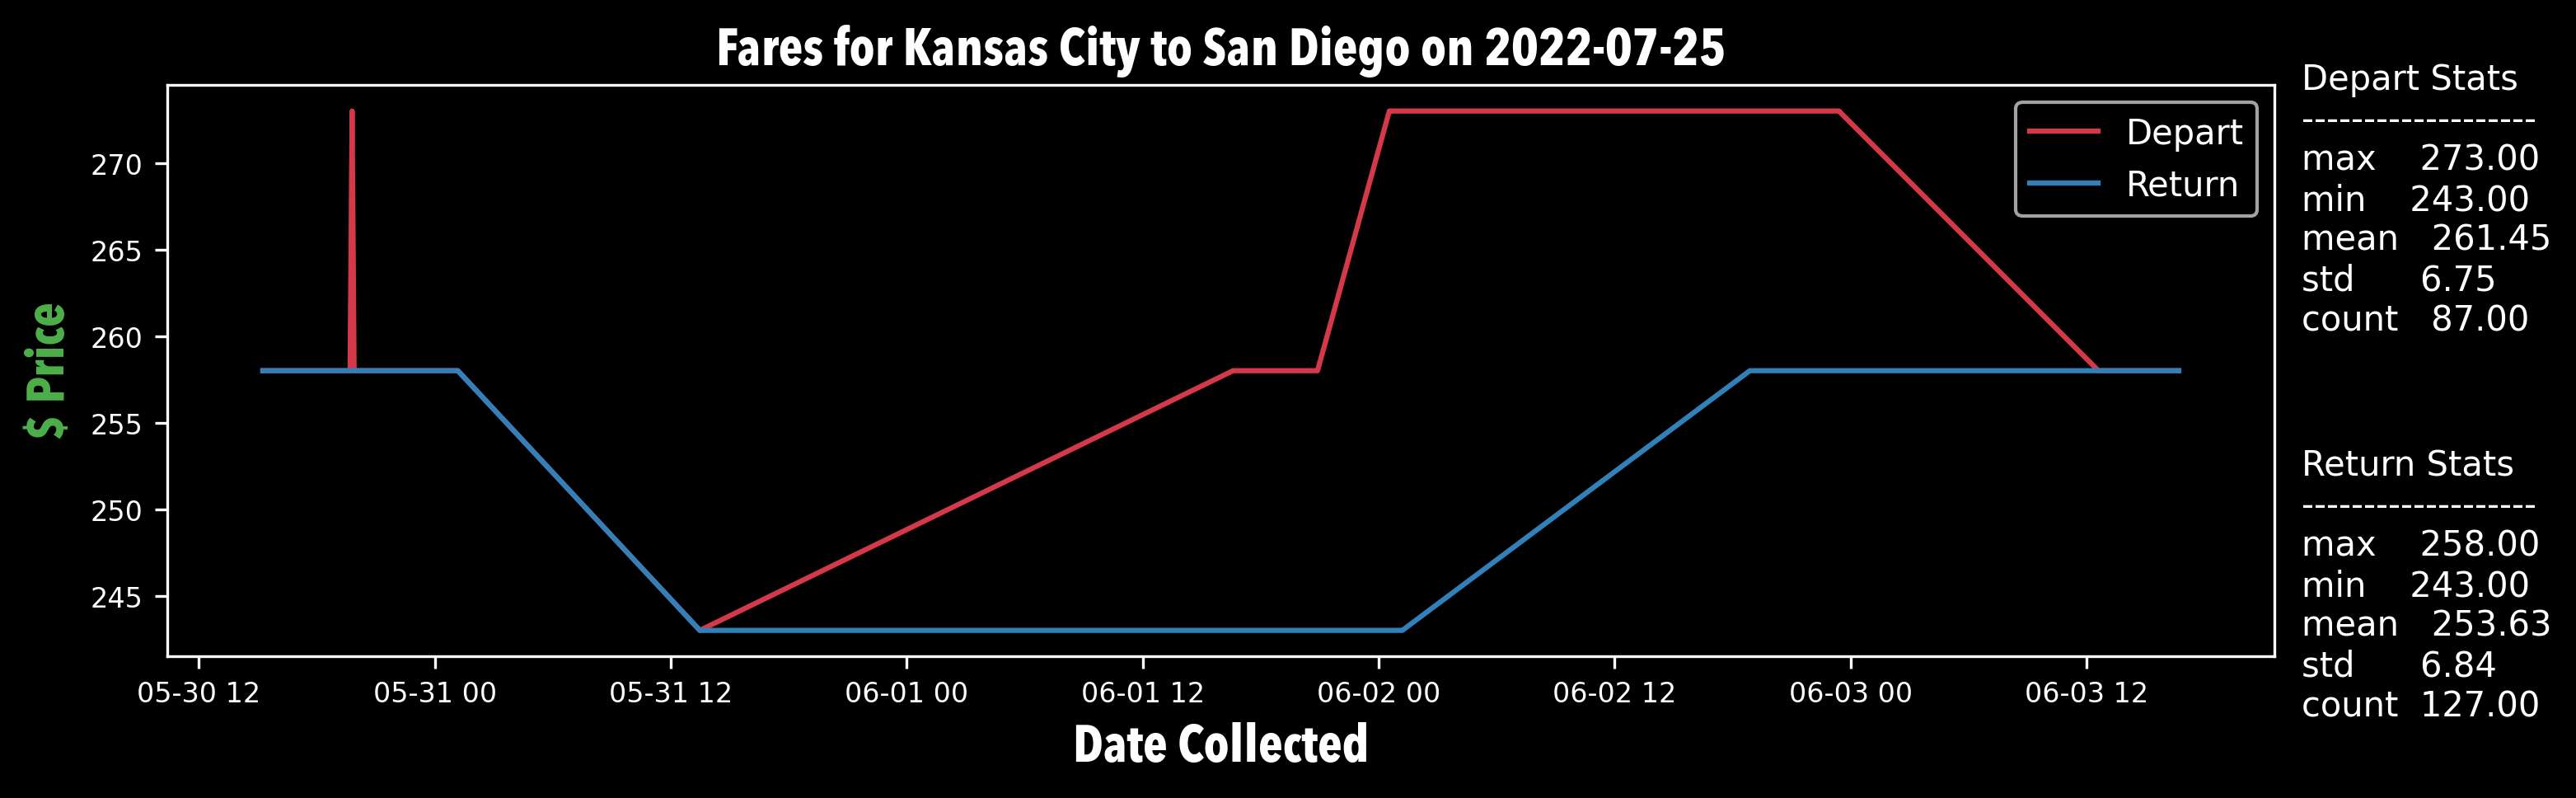 Fares for Kansas City to San Diego on 2022-07-25
$ Price
270
265
260
255
250
245
Depart
Return
05-30 12
05-31 00
05-31 12
06-01 00
06-01 12
06-02 00
06-02 12
06-03 00
06-03 12
Date Collected
Depart Stats
-------------------
max 273.00
min 243.00
mean 261.45
std 6.75
count 87.00
Return Stats
-------------------
max 258.00
min 243.00
mean 253.63
std 6.84
count 127.00